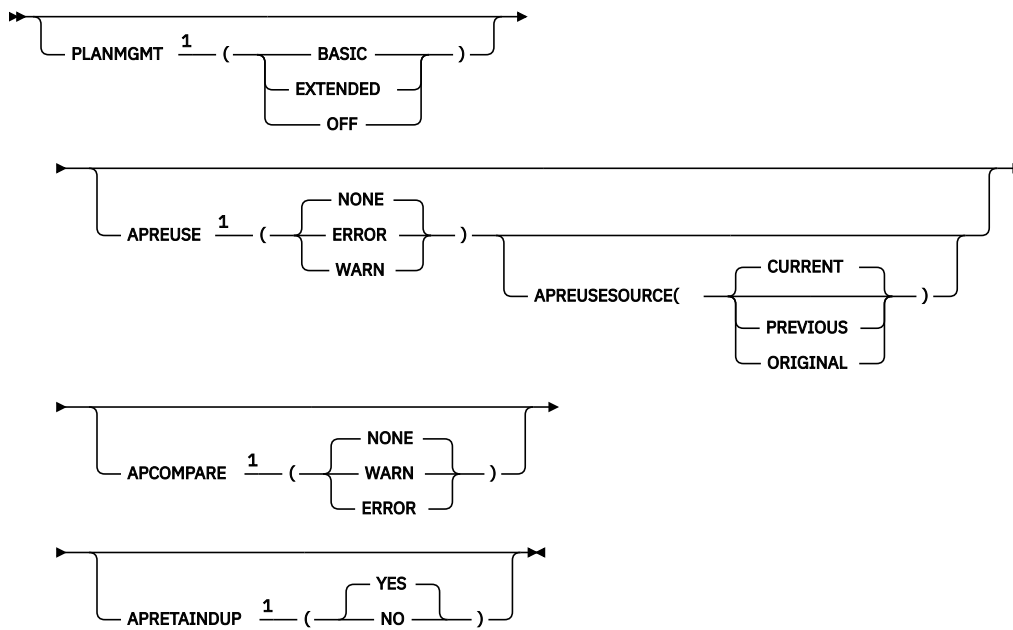 PLANMGMT 1 ( BASIC )
EXTENDED
OFF
NONE
APREUSE 1 ( ERROR )
WARN
CURRENT
APREUSESOURCE( )
PREVIOUS
ORIGINAL
NONE
APCOMPARE 1 ( WARN )
ERROR
YES
APRETAINDUP 1 ( NO )